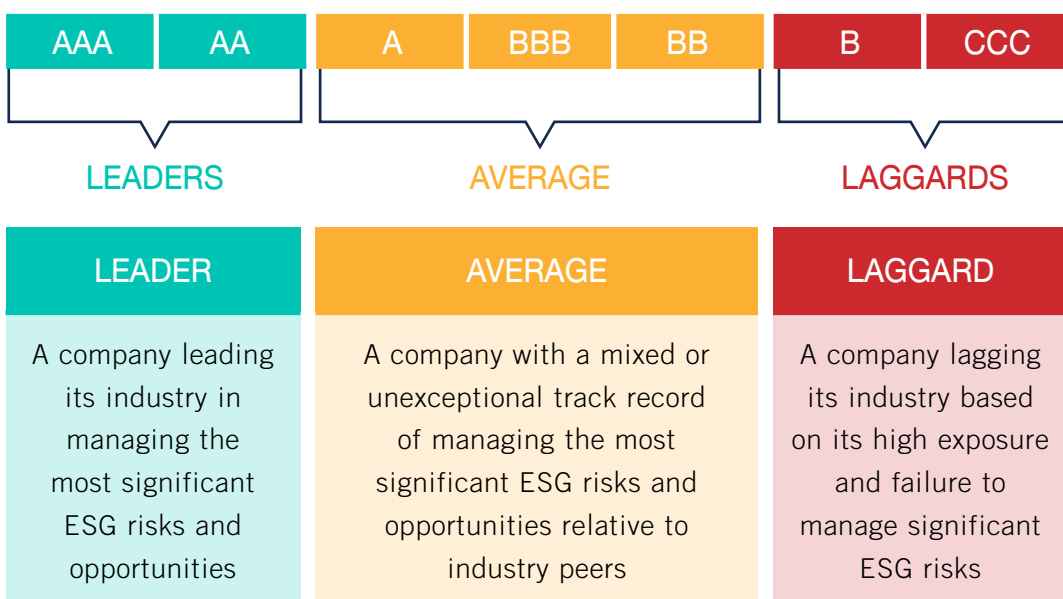 AAA AA A BBB BB B CCC
LEADERS AVERAGE LAGGARDS
LEADER
A company leading
its industry in
managing the
most significant
ESG risks and
opportunities
AVERAGE
A company with a mixed or
unexceptional track record
of managing the most
significant ESG risks and
opportunities relative to
industry peers
LAGGARD
A company lagging
its industry based
on its high exposure
and failure to
manage significant
ESG risks